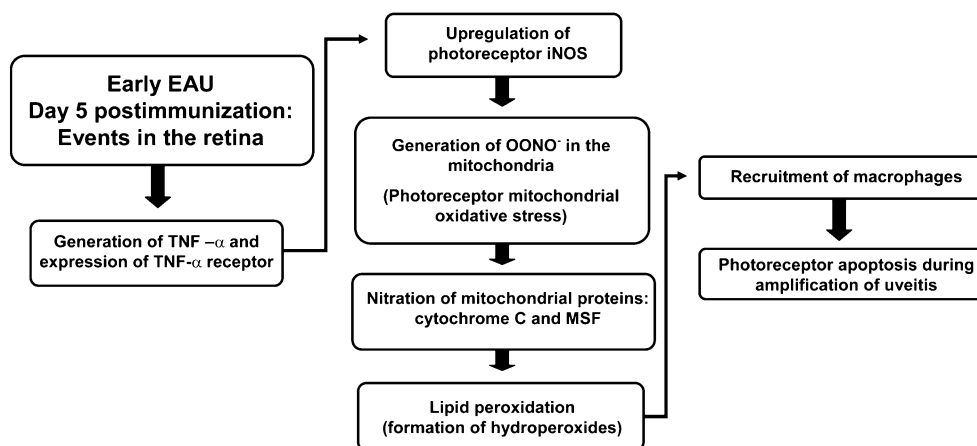 Early EAU
Day 5 postimmunization:
Events in the retina
Generation of TNF –α and
expression of TNF-α receptor
Upregulation of
photoreceptor iNOS
Generation of OONO⁻ in the
mitochondria
(Photoreceptor mitochondrial
oxidative stress)
Nitration of mitochondrial proteins:
cytochrome C and MSF
Lipid peroxidation
(formation of hydroperoxides)
Recruitment of macrophages
Photoreceptor apoptosis during
amplification of uveitis